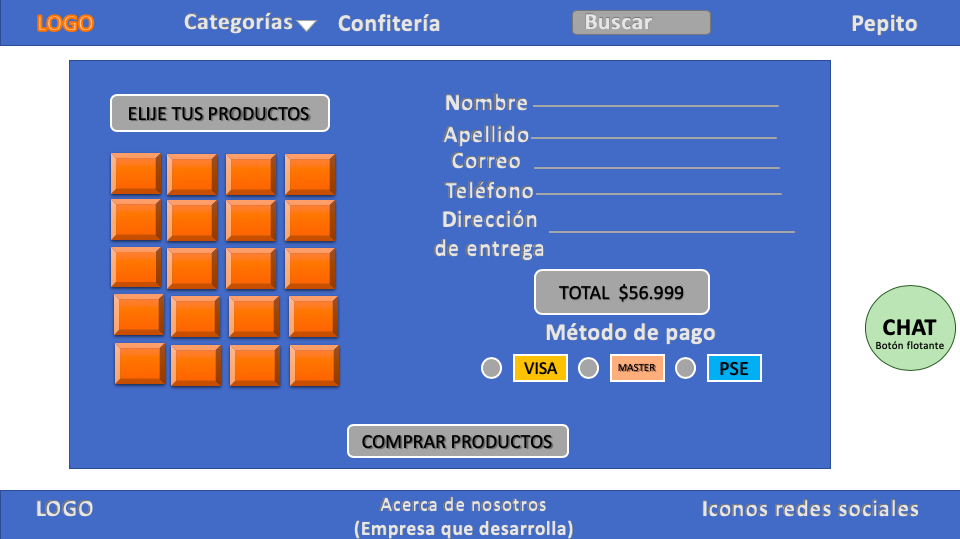 LOGO
Categorías
Confitería
Buscar
Pepito
ELIJE TUS PRODUCTOS
Nombre
Apellido
Correo
Teléfono
Dirección
de entrega
TOTAL $56.999
Método de pago
VISA
MASTER
PSE
COMPRAR PRODUCTOS
CHAT
Botón flotante
LOGO
Acerca de nosotros
(Empresa que desarrolla)
Iconos redes sociales